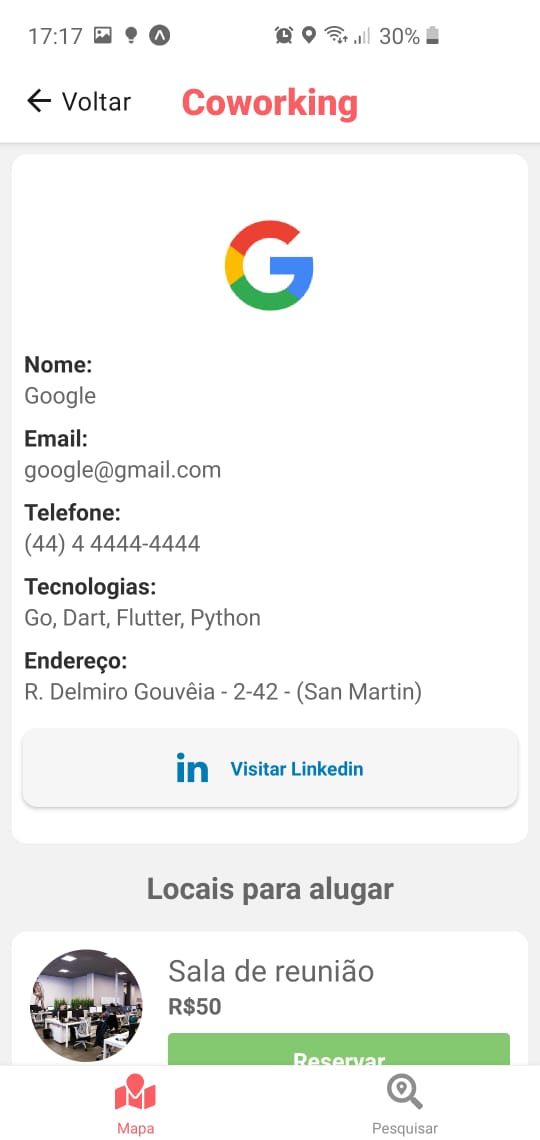 17:17 30%
Voltar Coworking
Nome:
Google
Email:
google@gmail.com
Telefone:
(44) 4 4444-4444
Tecnologias:
Go, Dart, Flutter, Python
Endereço:
R. Delmiro Gouvêia - 2-42 - (San Martin)
in Visitar Linkedin
Locais para alugar
Sala de reunião
R$50
Reservar
Mapa Pesquisar